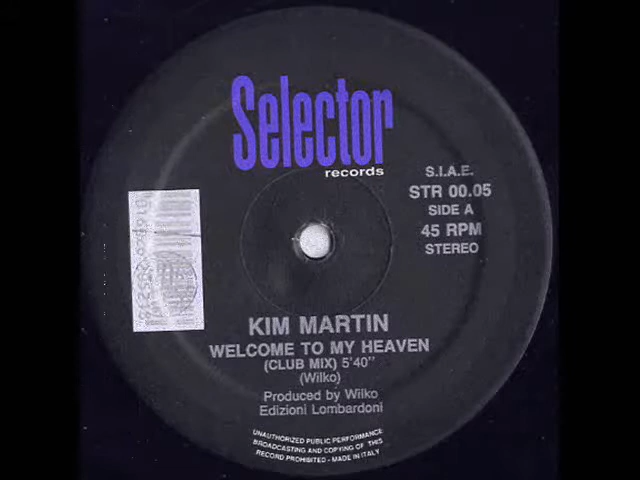 Selector
records
S.I.A.E.
STR 00.05
SIDE A
45 RPM
STEREO
KIM MARTIN
WELCOME TO MY HEAVEN
(CLUB MIX) 5'40"
(Wilko)
Produced by Wilko
Edizioni Lombardoni
UNAUTHORIZED PUBLIC PERFORMANCE
BROADCASTING AND COPYING OF THIS
RECORD PROHIBITED - MADE IN ITALY